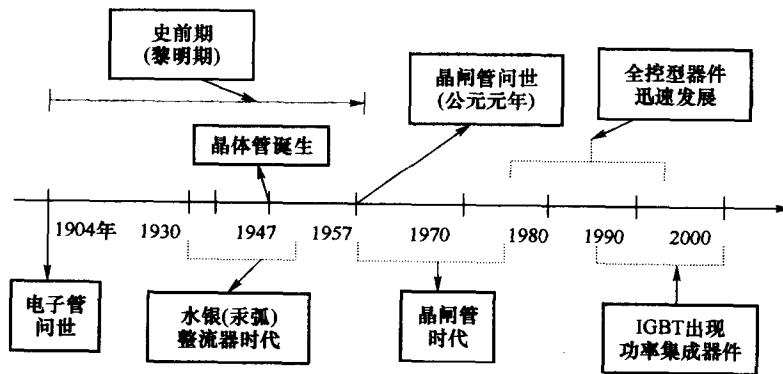 史前期
(黎明期)
晶闸管问世
(公元元年)
全控型器件
迅速发展
晶体管诞生
1904年 1930 1947 1957 1970 1980 1990 2000
电子管
问世
水银(汞弧)
整流器时代
晶闸管
时代
IGBT出现
功率集成器件